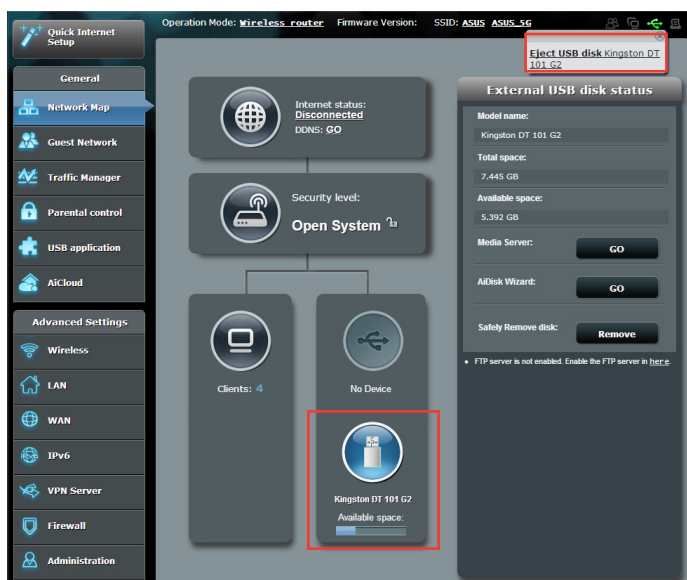 Operation Mode: Wireless router Firmware Version: SSID: ASUS ASUS_5G
Quick Internet
Setup
General
Network Map
Guest Network
Traffic Manager
Parental control
USB application
AiCloud
Advanced Settings
Wireless
LAN
WAN
IPv6
VPN Server
Firewall
Administration
Internet status:
Disconnected
DDNS: GO
Security level:
Open System
Clients: 4
No Device
Kingston DT 101 G2
Available space:
Eject USB disk Kingston DT
101 G2
External USB disk status
Model name:
Kingston DT 101 G2
Total space:
7.445 GB
Available space:
5.392 GB
Media Server: GO
AiDisk Wizard: GO
Safely Remove disk: Remove
• FTP server is not enabled. Enable the FTP server in here.